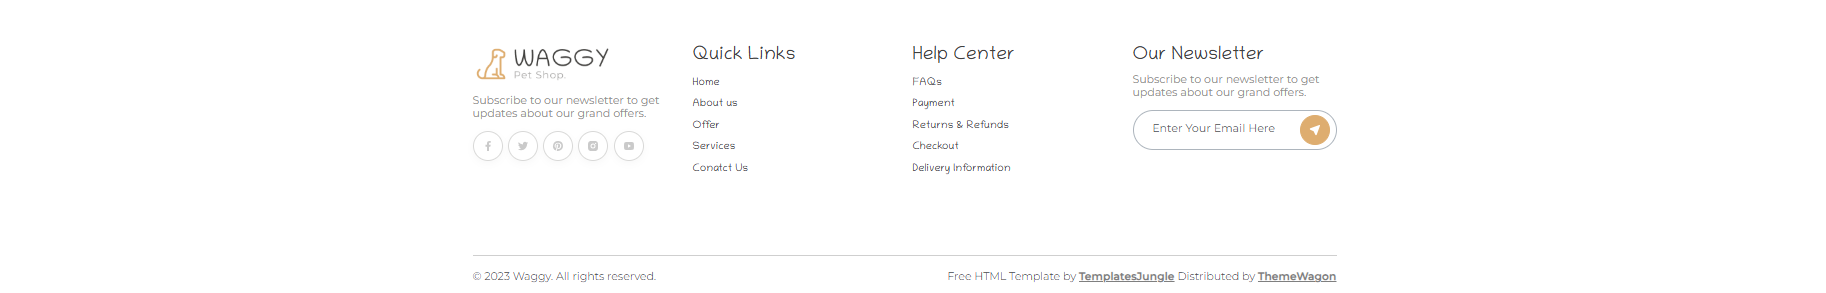 WAGGY
Pet Shop.
Subscribe to our newsletter to get
updates about our grand offers.
Quick Links
Home
About us
Offer
Services
Conatct Us
Help Center
FAQs
Payment
Returns & Refunds
Checkout
Delivery Information
Our Newsletter
Subscribe to our newsletter to get
updates about our grand offers.
Enter Your Email Here
© 2023 Waggy. All rights reserved.
Free HTML Template by TemplatesJungle Distributed by ThemeWagon